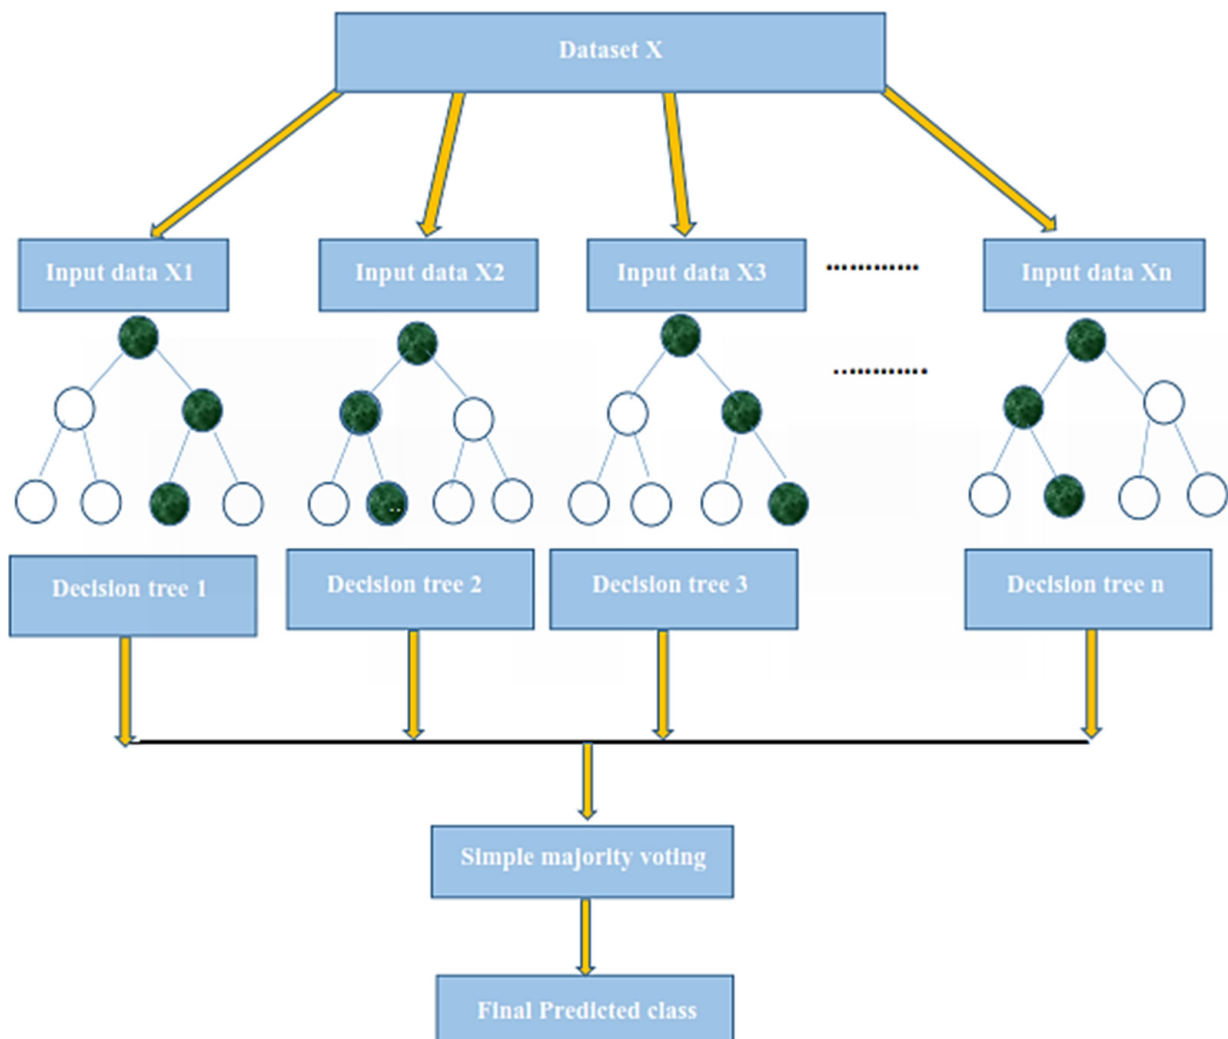 Dataset X
Input data X1
Input data X2
Input data X3
............
Input data Xn
............
Decision tree 1
Decision tree 2
Decision tree 3
Decision tree n
Simple majority voting
Final Predicted class